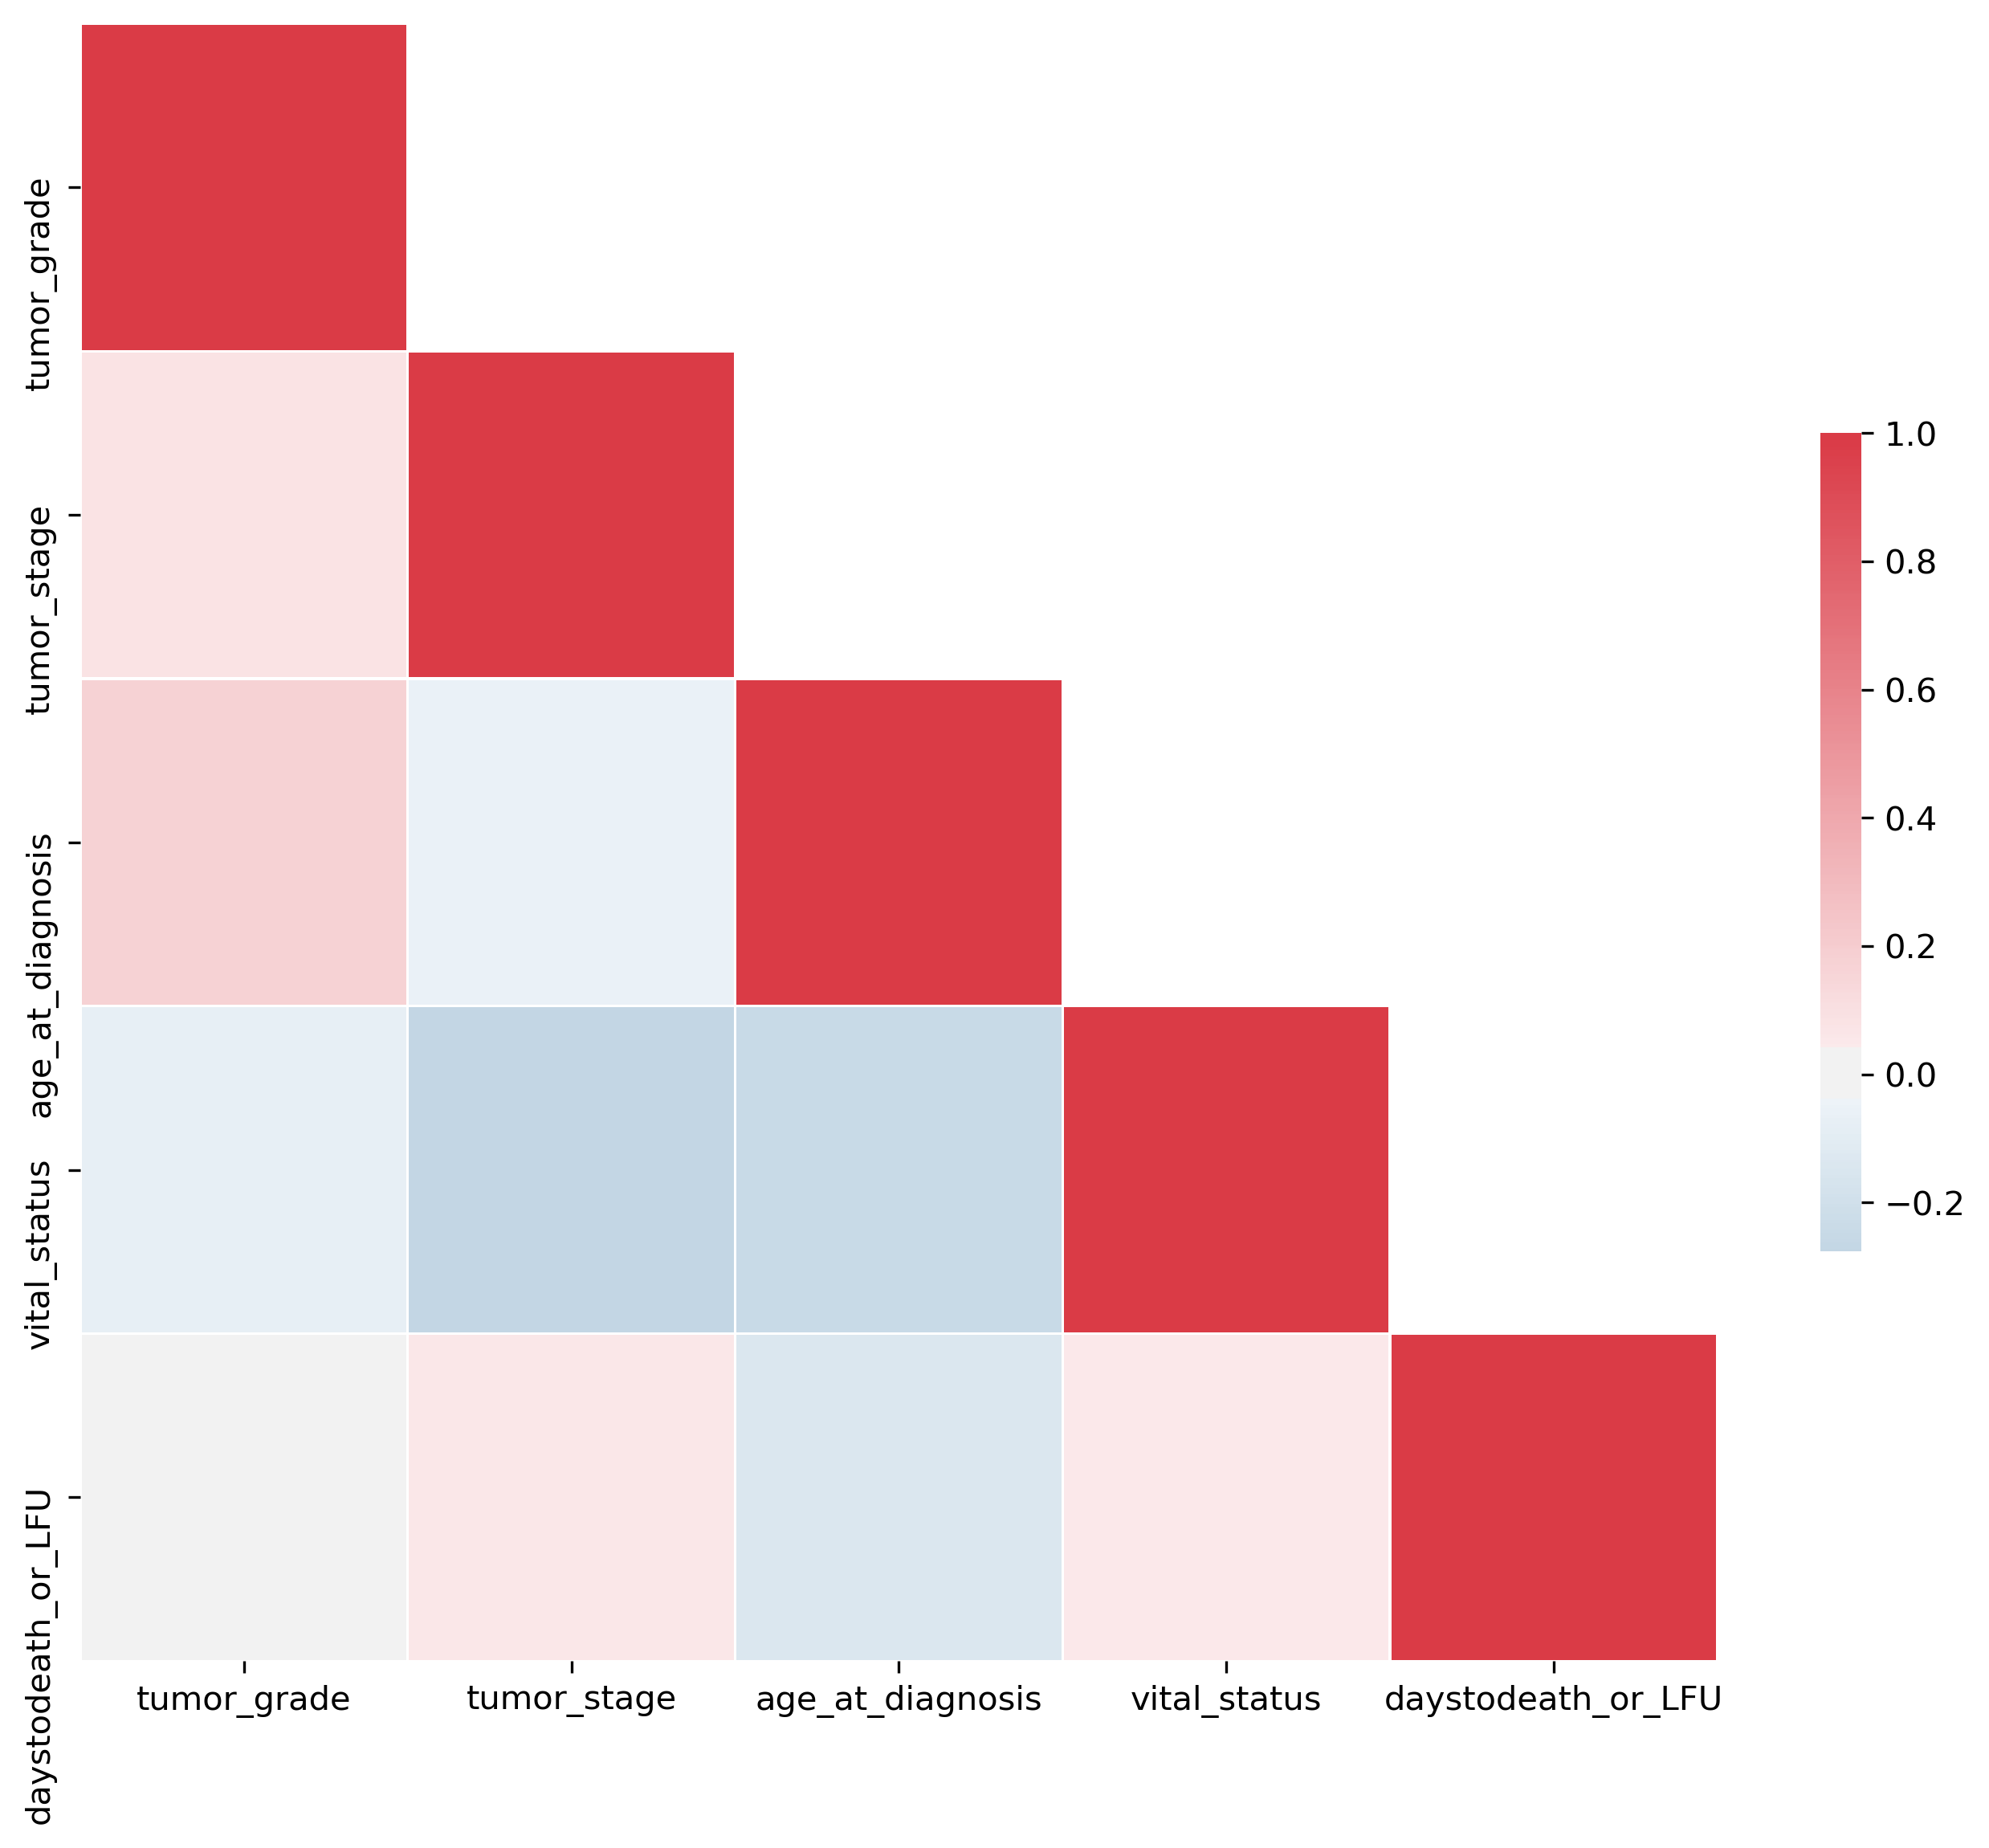 tumor_grade
tumor_stage
age_at_diagnosis
vital_status
daystodeath_or_LFU
tumor_grade
tumor_stage
age_at_diagnosis
vital_status
daystodeath_or_LFU
1.0
0.8
0.6
0.4
0.2
0.0
−0.2